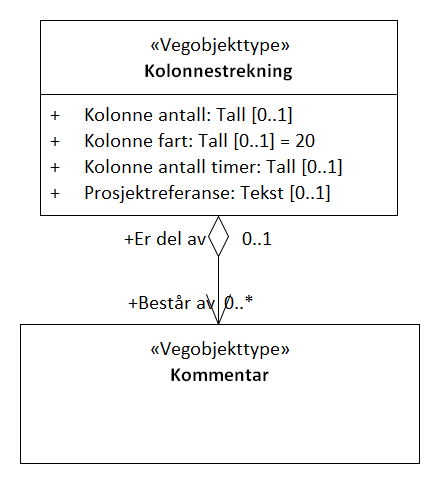 «Vegobjekttype»
Kolonnestrekning
+ Kolonne antall: Tall [0..1]
+ Kolonne fart: Tall [0..1] = 20
+ Kolonne antall timer: Tall [0..1]
+ Prosjektreferanse: Tekst [0..1]
+Er del av 0..1
+Består av 0..*
«Vegobjekttype»
Kommentar